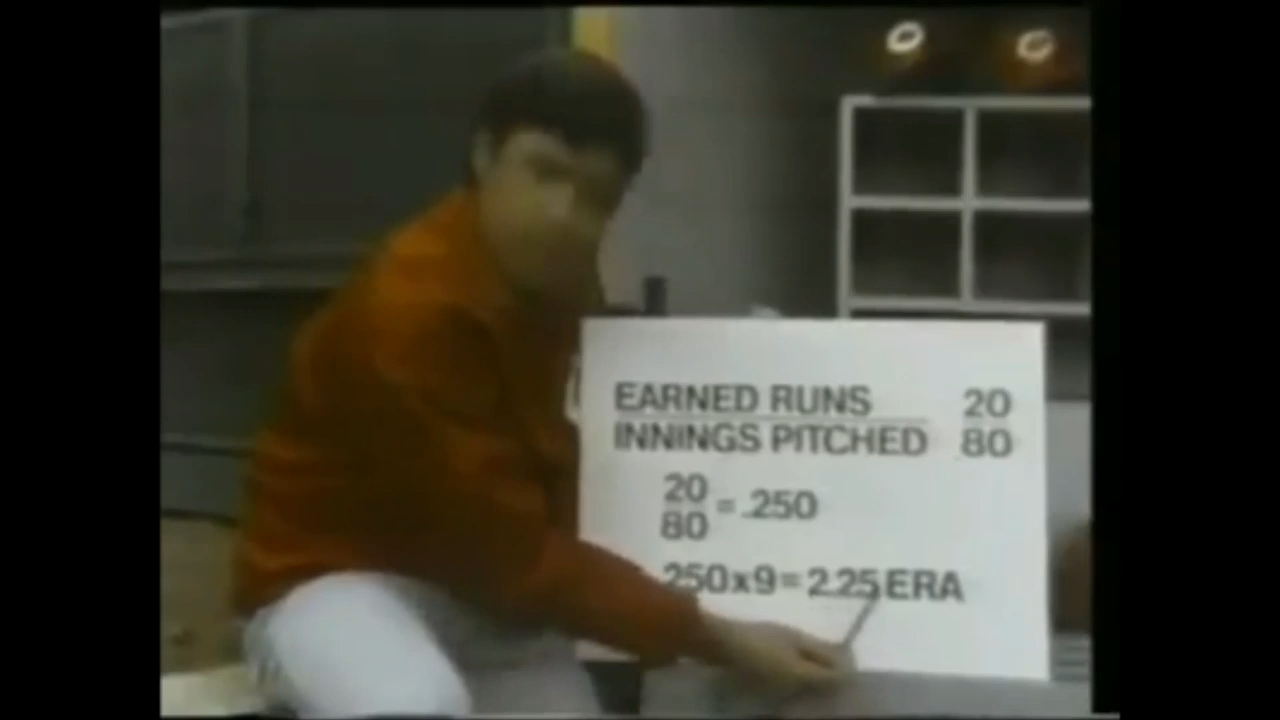 EARNED RUNS 20
INNINGS PITCHED 80
20
80 = .250
.250x9=2.25 ERA